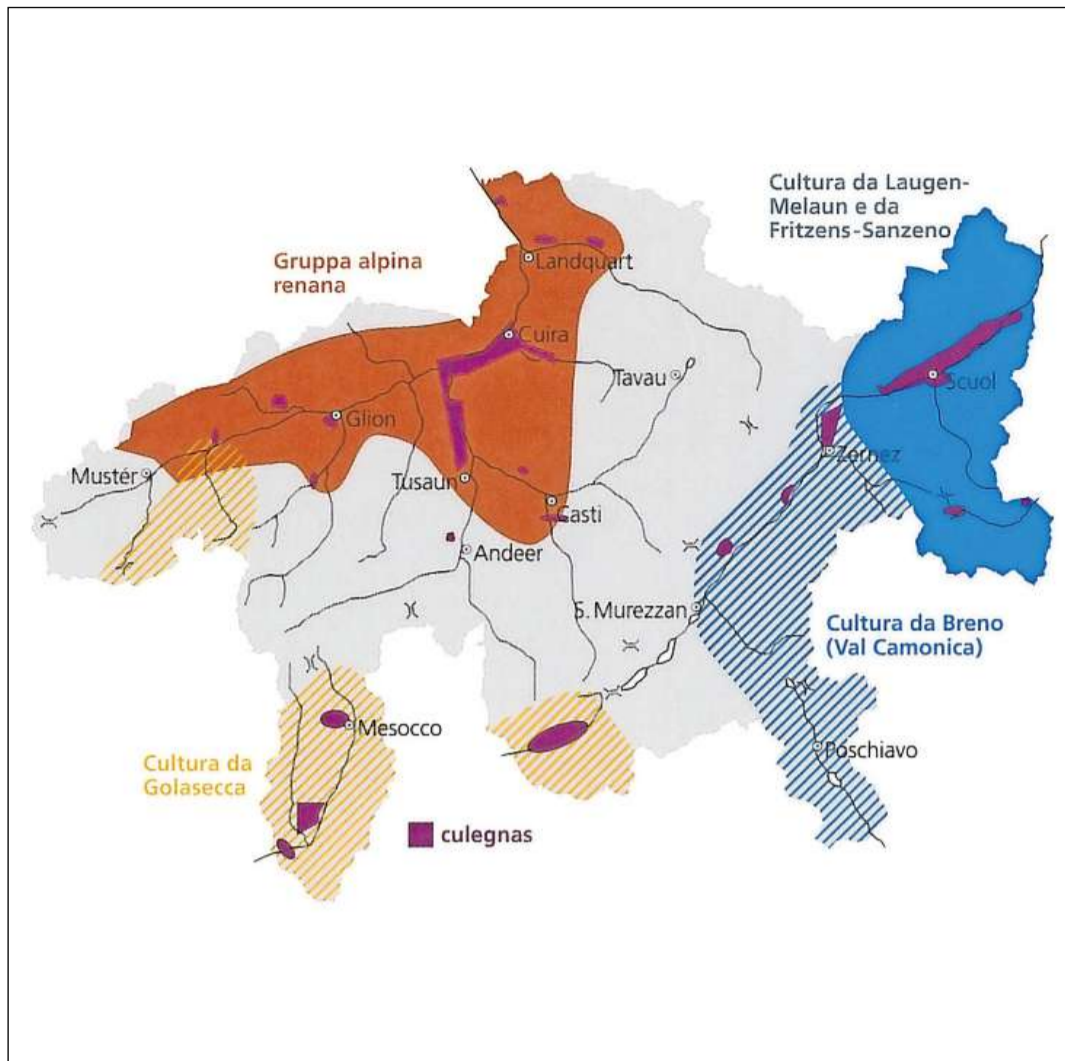 Cultura da Laugen-
Melaun e da
Fritzens-Sanzeno
Gruppa alpina
renana
Landquart
Cuira
Tavau
Scuol
Glion
Zernez
Mustér
Tusaun
Casti
Andeer
S. Murezzan
Cultura da Breno
(Val Camonica)
Mesocco
Poschiavo
Cultura da
Golasecca
culegnas